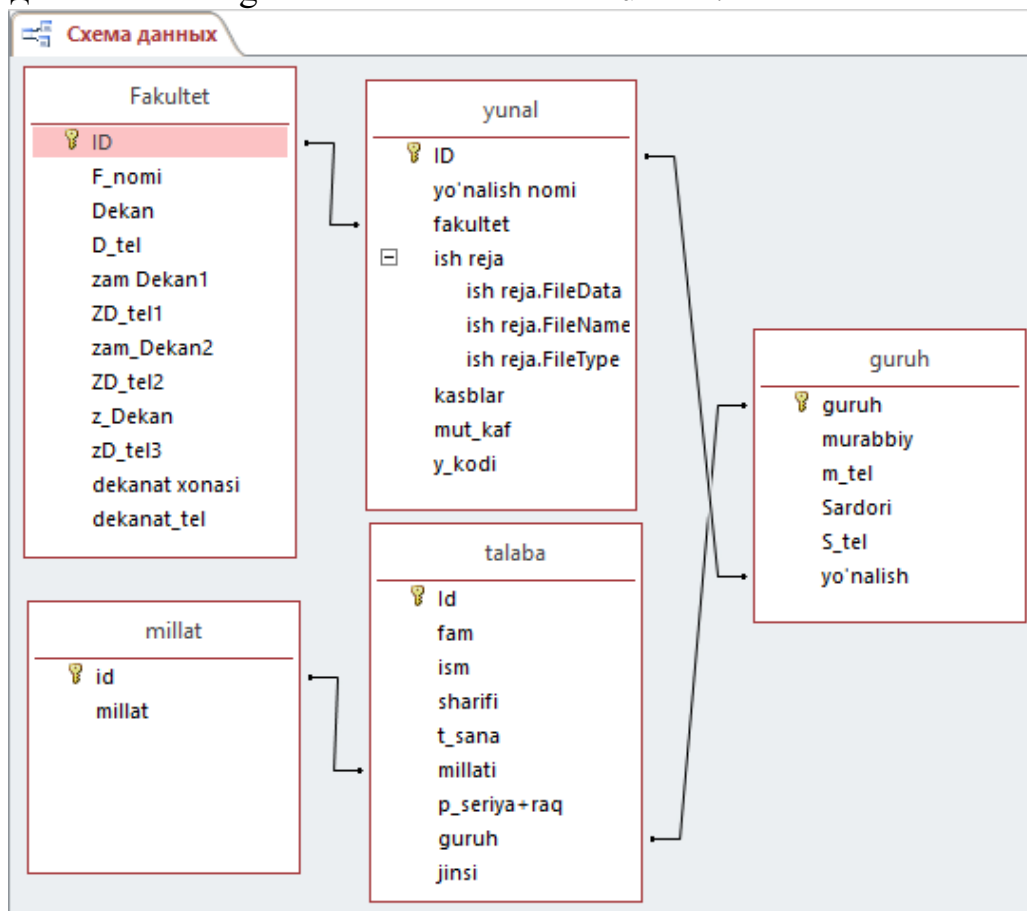 Схема данных
Fakultet
ID
F_nomi
Dekan
D_tel
zam Dekan1
ZD_tel1
zam_Dekan2
ZD_tel2
z_Dekan
zD_tel3
dekanat xonasi
dekanat_tel
yunal
ID
yo'nalish nomi
fakultet
ish reja
ish reja.FileData
ish reja.FileName
ish reja.FileType
kasblar
mut_kaf
y_kodi
guruh
guruh
murabbiy
m_tel
Sardori
S_tel
yo'nalish
millat
id
millat
talaba
Id
fam
ism
sharifi
t_sana
millati
p_seriya+raq
guruh
jinsi